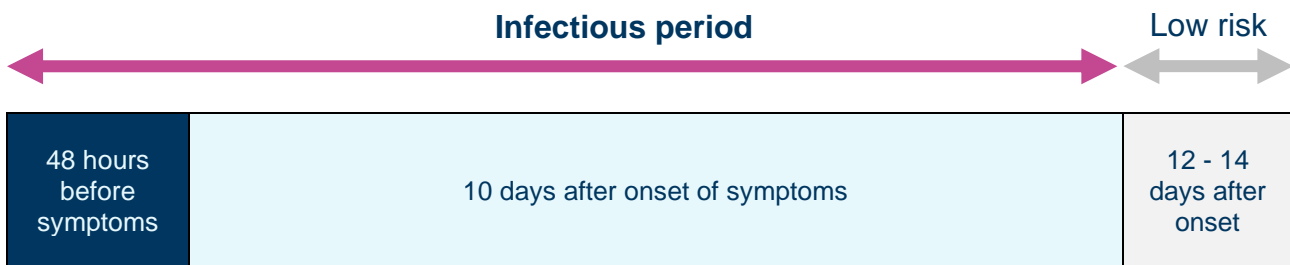 Infectious period
Low risk
48 hours
before
symptoms
10 days after onset of symptoms
12 - 14
days after
onset